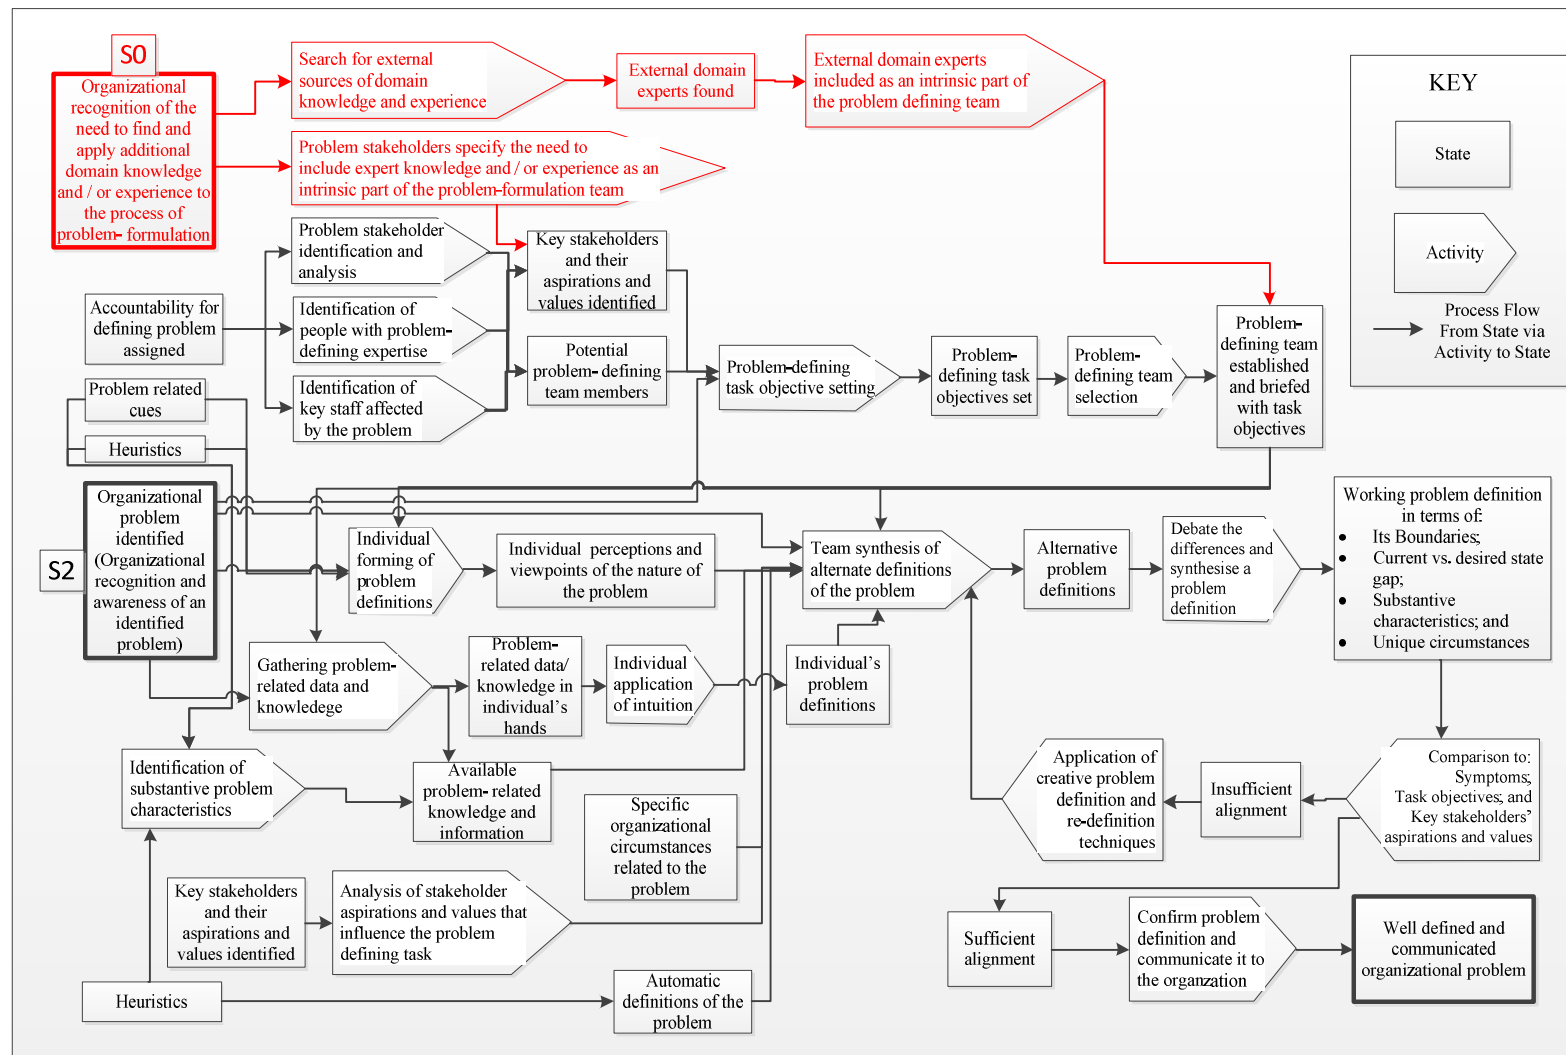 S0
Organizational
recognition of the
need to find and
apply additional
domain knowledge
and / or experience to
the process of
problem- formulation
Search for external
sources of domain
knowledge and experience
External domain
experts found
External domain experts
included as an intrinsic part of
the problem defining team
Problem stakeholders specify the need to
include expert knowledge and / or experience as an
intrinsic part of the problem-formulation team
KEY
State
Activity
Process Flow
From State via
Activity to State
Problem stakeholder
identification and
analysis
Key stakeholders
and their
aspirations and
values identified
Accountability for
defining problem
assigned
Identification of
people with problem-
defining expertise
Potential
problem- defining
team members
Identification of
key staff affected
by the problem
Problem-defining
task objective setting
Problem-
defining task
objectives set
Problem-
defining team
selection
Problem-
defining team
established
and briefed
with task
objectives
Problem related
cues
Heuristics
S2
Organizational
problem
identified
(Organizational
recognition and
awareness of an
identified
problem)
Individual
forming of
problem
definitions
Individual perceptions and
viewpoints of the nature of
the problem
Team synthesis of
alternate definitions
of the problem
Alternative
problem
definitions
Debate the
differences and
synthesise a
problem
definition
Working problem definition
in terms of:
• Its Boundaries;
• Current vs. desired state
gap;
• Substantive
characteristics; and
• Unique circumstances
Gathering problem-
related data and
knowledege
Problem-
related data/
knowledge in
individual's
hands
Individual
application
of intuition
Individual's
problem
definitions
Identification of
substantive problem
characteristics
Available
problem- related
knowledge and
information
Specific
organizational
circumstances
related to the
problem
Application of
creative problem
definition and
re-definition
techniques
Insufficient
alignment
Comparison to:
Symptoms;
Task objectives; and
Key stakeholders'
aspirations and values
Key stakeholders
and their
aspirations and
values identified
Analysis of stakeholder
aspirations and values that
influence the problem
defining task
Sufficient
alignment
Confirm problem
definition and
communicate it to
the organzation
Well defined and
communicated
organizational problem
Heuristics
Automatic
definitions of the
problem